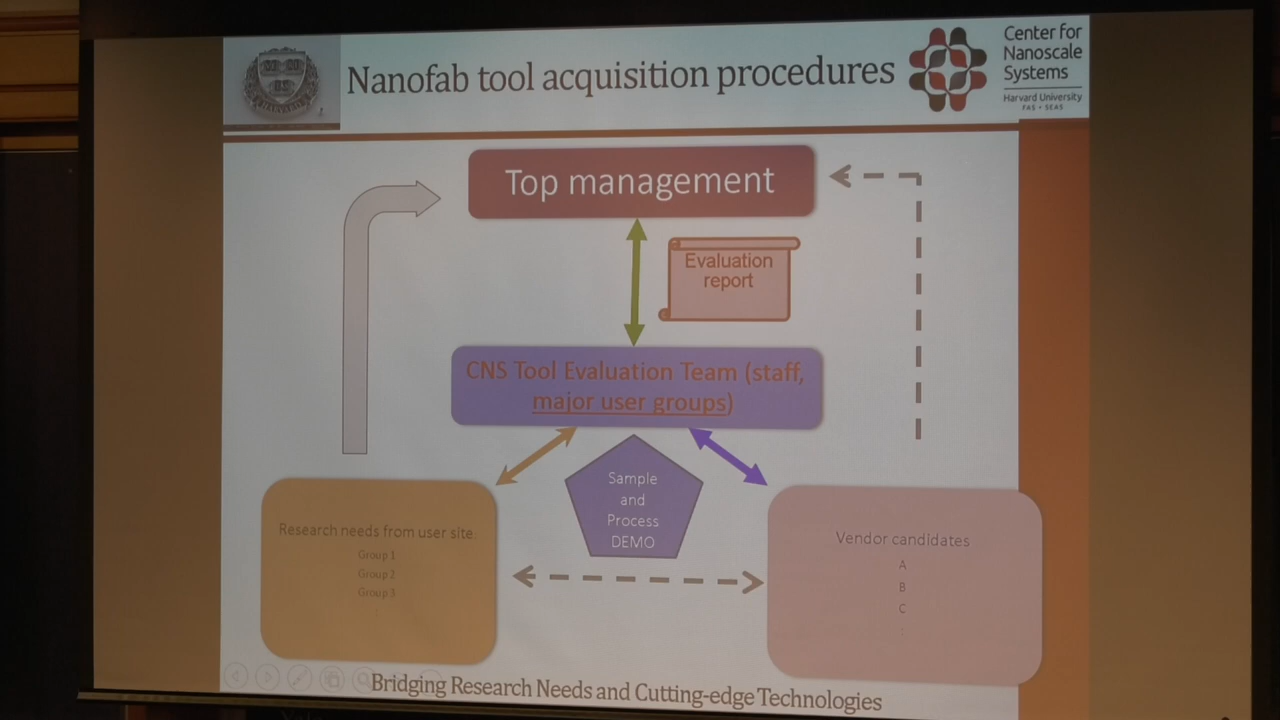 Nanofab tool acquisition procedures
HARVARD
Center for
Nanoscale
Systems
Harvard University
FAS • SEAS
Top management
Evaluation
report
CNS Tool Evaluation Team (staff,
major user groups)
Sample
and
Process
DEMO
Research needs from user site
Group 1
Group 2
Group 3
Vendor candidates
A
B
C
:
Bridging Research Needs and Cutting-edge Technologies